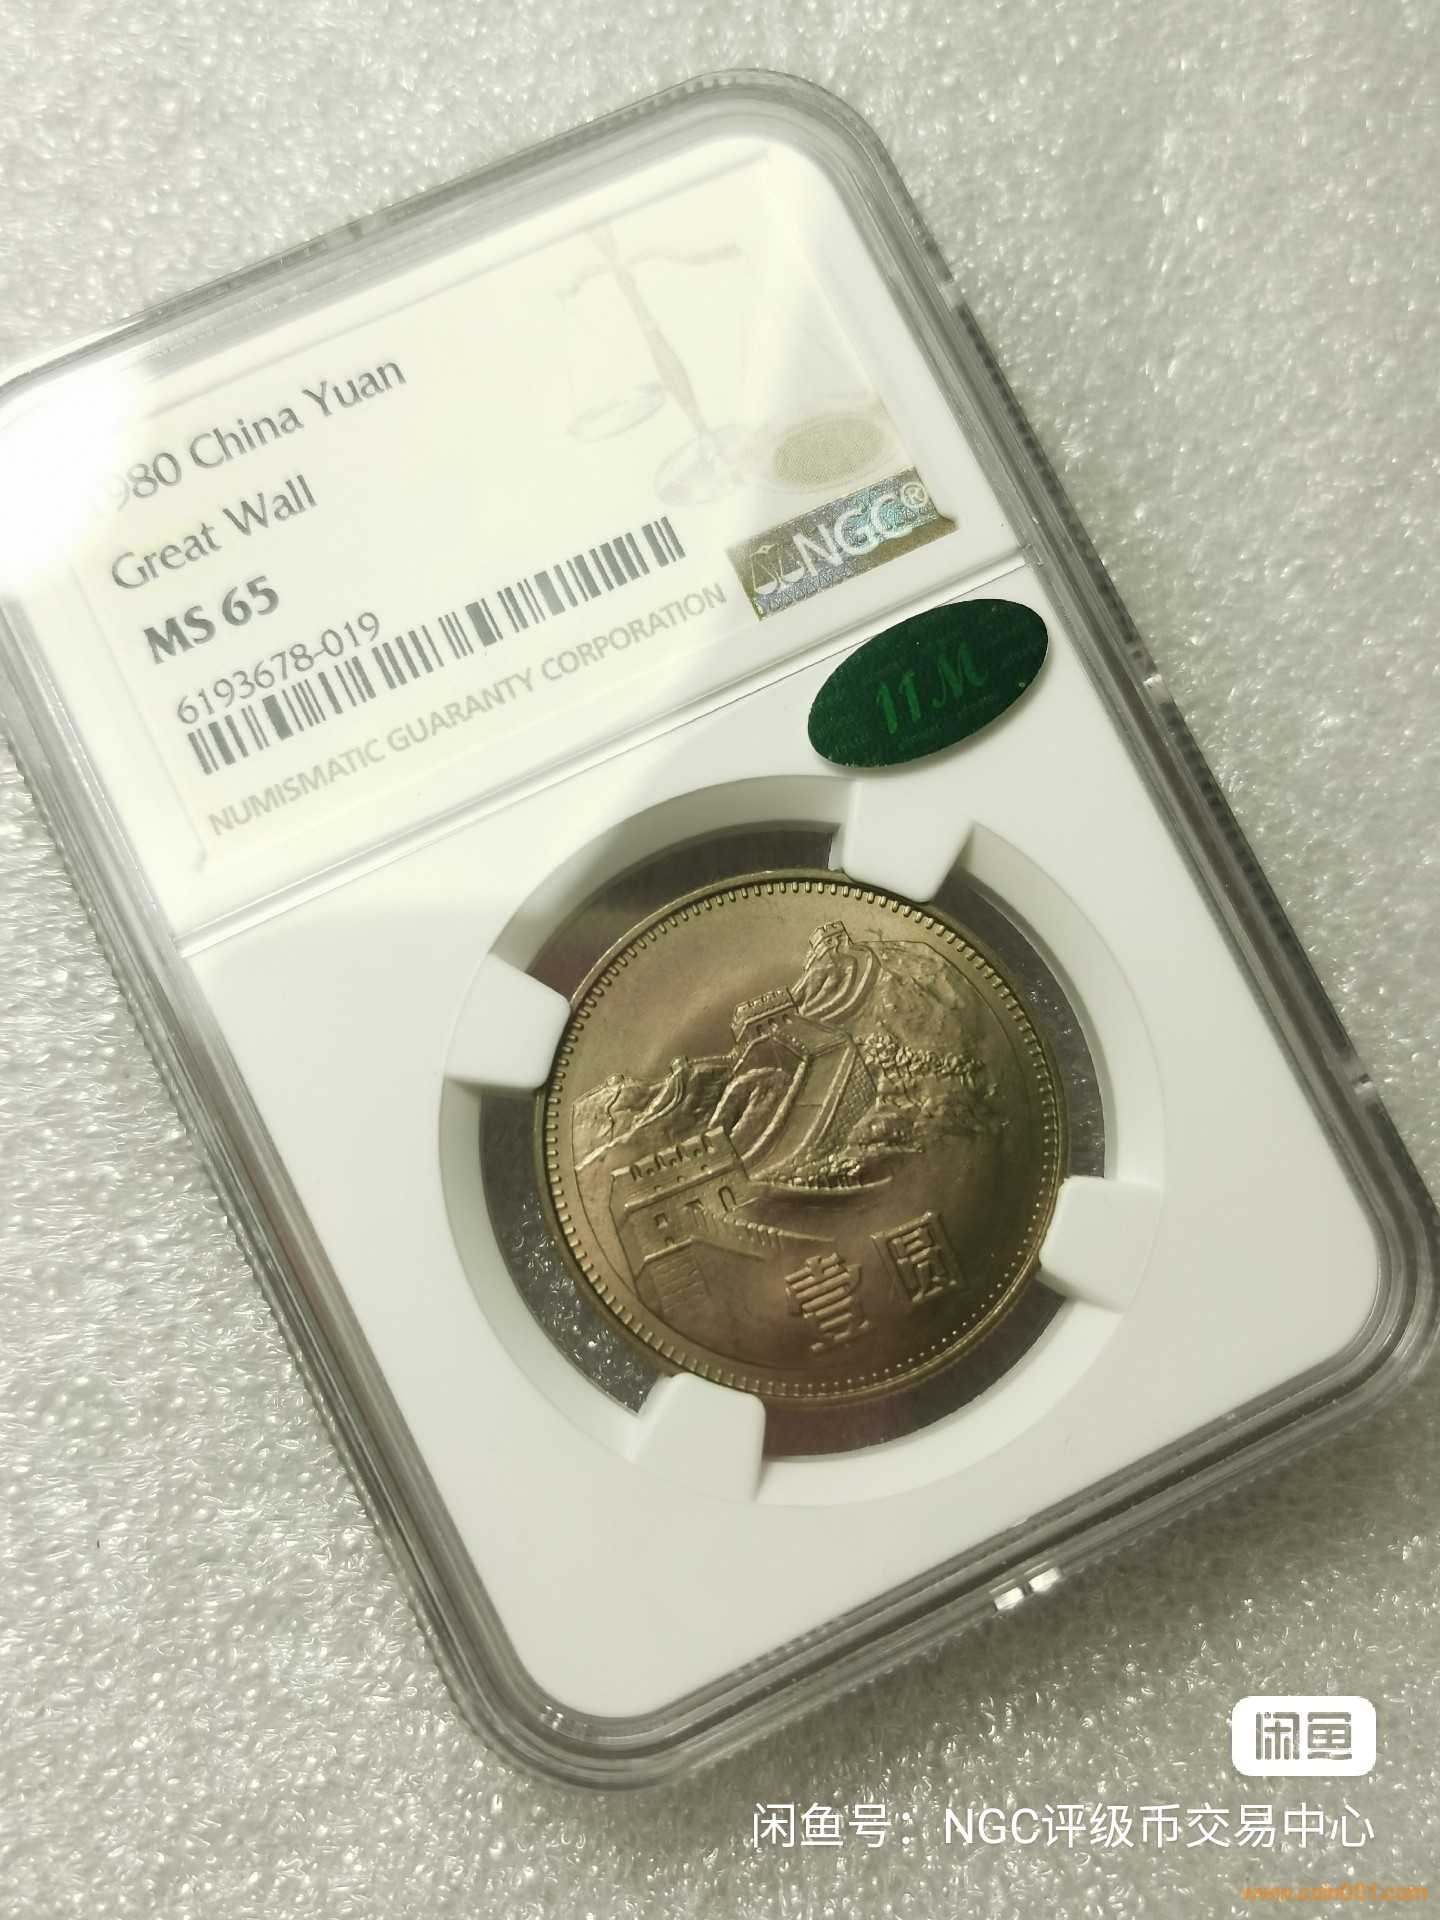 1980 China Yuan
Great Wall
MS 65
6193678-019
NUMISMATIC GUARANTY CORPORATION
NGC®
11M
壹圆
闲鱼
闲鱼号：NGC评级币交易中心
www.coin001.com